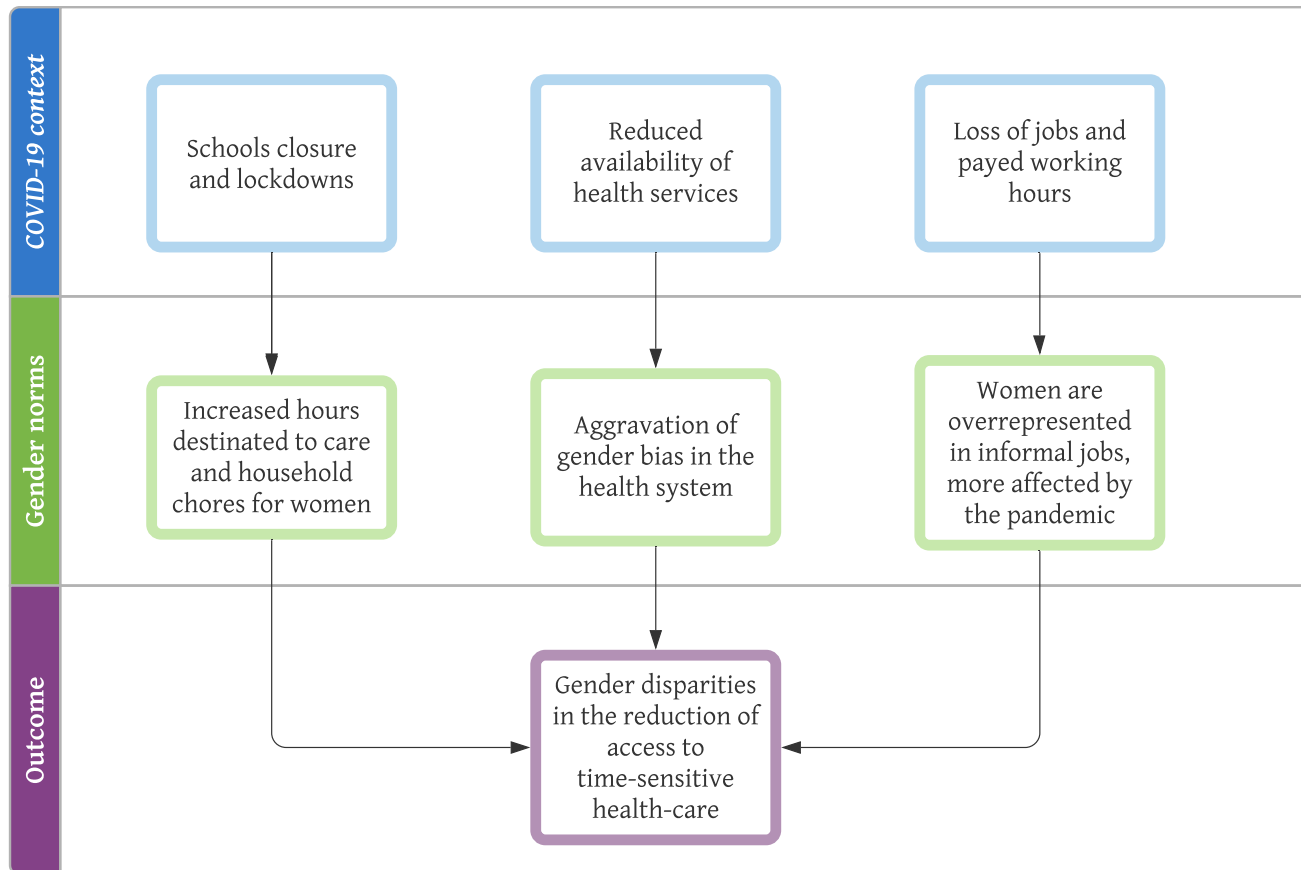 COVID-19 context
Schools closure
and lockdowns
Reduced
availability of
health services
Loss of jobs and
payed working
hours
Gender norms
Increased hours
destinated to care
and household
chores for women
Aggravation of
gender bias in the
health system
Women are
overrepresented
in informal jobs,
more affected by
the pandemic
Outcome
Gender disparities
in the reduction of
access to
time-sensitive
health-care